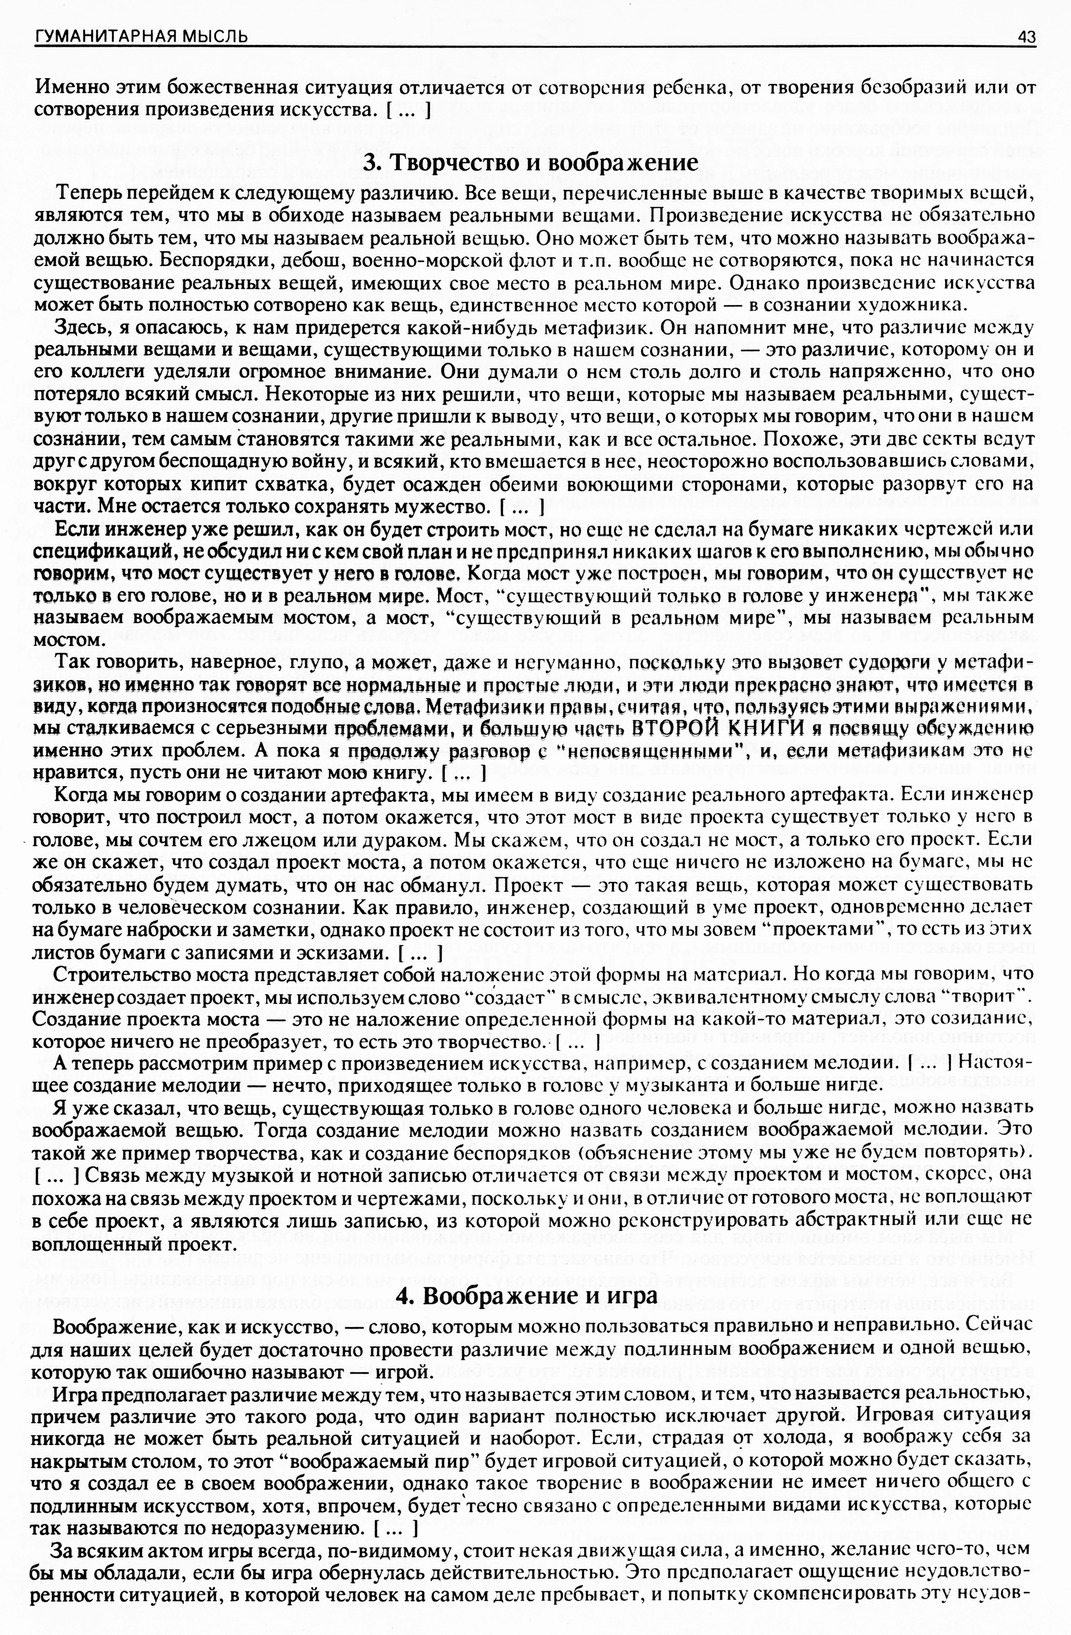 ГУМАНИТАРНАЯ МЫСЛЬ 43
Именно этим божественная ситуация отличается от сотворения ребенка, от творения безобразий или от
сотворения произведения искусства. [ ... ]
3. Творчество и воображение
Теперь перейдем к следующему различию. Все вещи, перечисленные выше в качестве творимых вещей,
являются тем, что мы в обиходе называем реальными вещами. Произведение искусства не обязательно
должно быть тем, что мы называем реальной вещью. Оно может быть тем, что можно называть вообража-
емой вещью. Беспорядки, дебош, военно-морской флот и т.п. вообще не сотворяются, пока не начинается
существование реальных вещей, имеющих свое место в реальном мире. Однако произведение искусства
может быть полностью сотворено как вещь, единственное место которой — в сознании художника.
Здесь, я опасаюсь, к нам придерется какой-нибудь метафизик. Он напомнит мне, что различие между
реальными вещами и вещами, существующими только в нашем сознании, — это различие, которому он и
его коллеги уделяли огромное внимание. Они думали о нем столь долго и столь напряженно, что оно
потеряло всякий смысл. Некоторые из них решили, что вещи, которые мы называем реальными, сущест-
вуют только в нашем сознании, другие пришли к выводу, что вещи, о которых мы говорим, что они в нашем
сознании, тем самым становятся такими же реальными, как и все остальное. Похоже, эти две секты ведут
друг с другом беспощадную войну, и всякий, кто вмешается в нее, неосторожно воспользовавшись словами,
вокруг которых кипит схватка, будет осажден обеими воюющими сторонами, которые разорвут его на
части. Мне остается только сохранять мужество. [ ... ]
Если инженер уже решил, как он будет строить мост, но еще не сделал на бумаге никаких чертежей или
спецификаций, не обсудил ни с кем свой план и не предпринял никаких шагов к его выполнению, мы обычно
говорим, что мост существует у него в голове. Когда мост уже построен, мы говорим, что он существует не
только в его голове, но и в реальном мире. Мост, “существующий только в голове у инженера”, мы также
называем воображаемым мостом, а мост, “существующий в реальном мире”, мы называем реальным
мостом.
Так говорить, наверное, глупо, а может, даже и негуманно, поскольку это вызовет судороги у метафи-
зиков, но именно так говорят все нормальные и простые люди, и эти люди прекрасно знают, что имеется в
виду, когда произносятся подобные слова. Метафизики правы, считая, что, пользуясь этими выражениями,
мы сталкиваемся с серьезными проблемами, и большую часть ВТОРОЙ КНИГИ я посвящу обсуждению
именно этих проблем. А пока я продолжу разговор с “непосвященными”, и, если метафизикам это не
нравится, пусть они не читают мою книгу. [ ... ]
Когда мы говорим о создании артефакта, мы имеем в виду создание реального артефакта. Если инженер
говорит, что построил мост, а потом окажется, что этот мост в виде проекта существует только у него в
голове, мы сочтем его лжецом или дураком. Мы скажем, что он создал не мост, а только его проект. Если
же он скажет, что создал проект моста, а потом окажется, что еще ничего не изложено на бумаге, мы не
обязательно будем думать, что он нас обманул. Проект — это такая вещь, которая может существовать
только в человеческом сознании. Как правило, инженер, создающий в уме проект, одновременно делает
на бумаге наброски и заметки, однако проект не состоит из того, что мы зовем “проектами”, то есть из этих
листов бумаги с записями и эскизами. [ ... ]
Строительство моста представляет собой наложение этой формы на материал. Но когда мы говорим, что
инженер создает проект, мы используем слово “создает” в смысле, эквивалентному смыслу слова “творит”.
Создание проекта моста — это не наложение определенной формы на какой-то материал, это созидание,
которое ничего не преобразует, то есть это творчество. [ ... ]
А теперь рассмотрим пример с произведением искусства, например, с созданием мелодии. [ ... ] Настоя-
щее создание мелодии — нечто, приходящее только в голове у музыканта и больше нигде.
Я уже сказал, что вещь, существующая только в голове одного человека и больше нигде, можно назвать
воображаемой вещью. Тогда создание мелодии можно назвать созданием воображаемой мелодии. Это
такой же пример творчества, как и создание беспорядков (объяснение этому мы уже не будем повторять).
[ ... ] Связь между музыкой и нотной записью отличается от связи между проектом и мостом, скорее, она
похожа на связь между проектом и чертежами, поскольку и они, в отличие от готового моста, не воплощают
в себе проект, а являются лишь записью, из которой можно реконструировать абстрактный или еще не
воплощенный проект.
4. Воображение и игра
Воображение, как и искусство, — слово, которым можно пользоваться правильно и неправильно. Сейчас
для наших целей будет достаточно провести различие между подлинным воображением и одной вещью,
которую так ошибочно называют — игрой.
Игра предполагает различие между тем, что называется этим словом, и тем, что называется реальностью,
причем различие это такого рода, что один вариант полностью исключает другой. Игровая ситуация
никогда не может быть реальной ситуацией и наоборот. Если, страдая от холода, я воображу себя за
накрытым столом, то этот “воображаемый пир” будет игровой ситуацией, о которой можно будет сказать,
что я создал ее в своем воображении, однако такое творение в воображении не имеет ничего общего с
подлинным искусством, хотя, впрочем, будет тесно связано с определенными видами искусства, которые
так называются по недоразумению. [ ... ]
За всяким актом игры всегда, по-видимому, стоит некая движущая сила, а именно, желание чего-то, чем
бы мы обладали, если бы игра обернулась действительностью. Это предполагает ощущение неудовлетво-
ренности ситуацией, в которой человек на самом деле пребывает, и попытку скомпенсировать эту неудов-